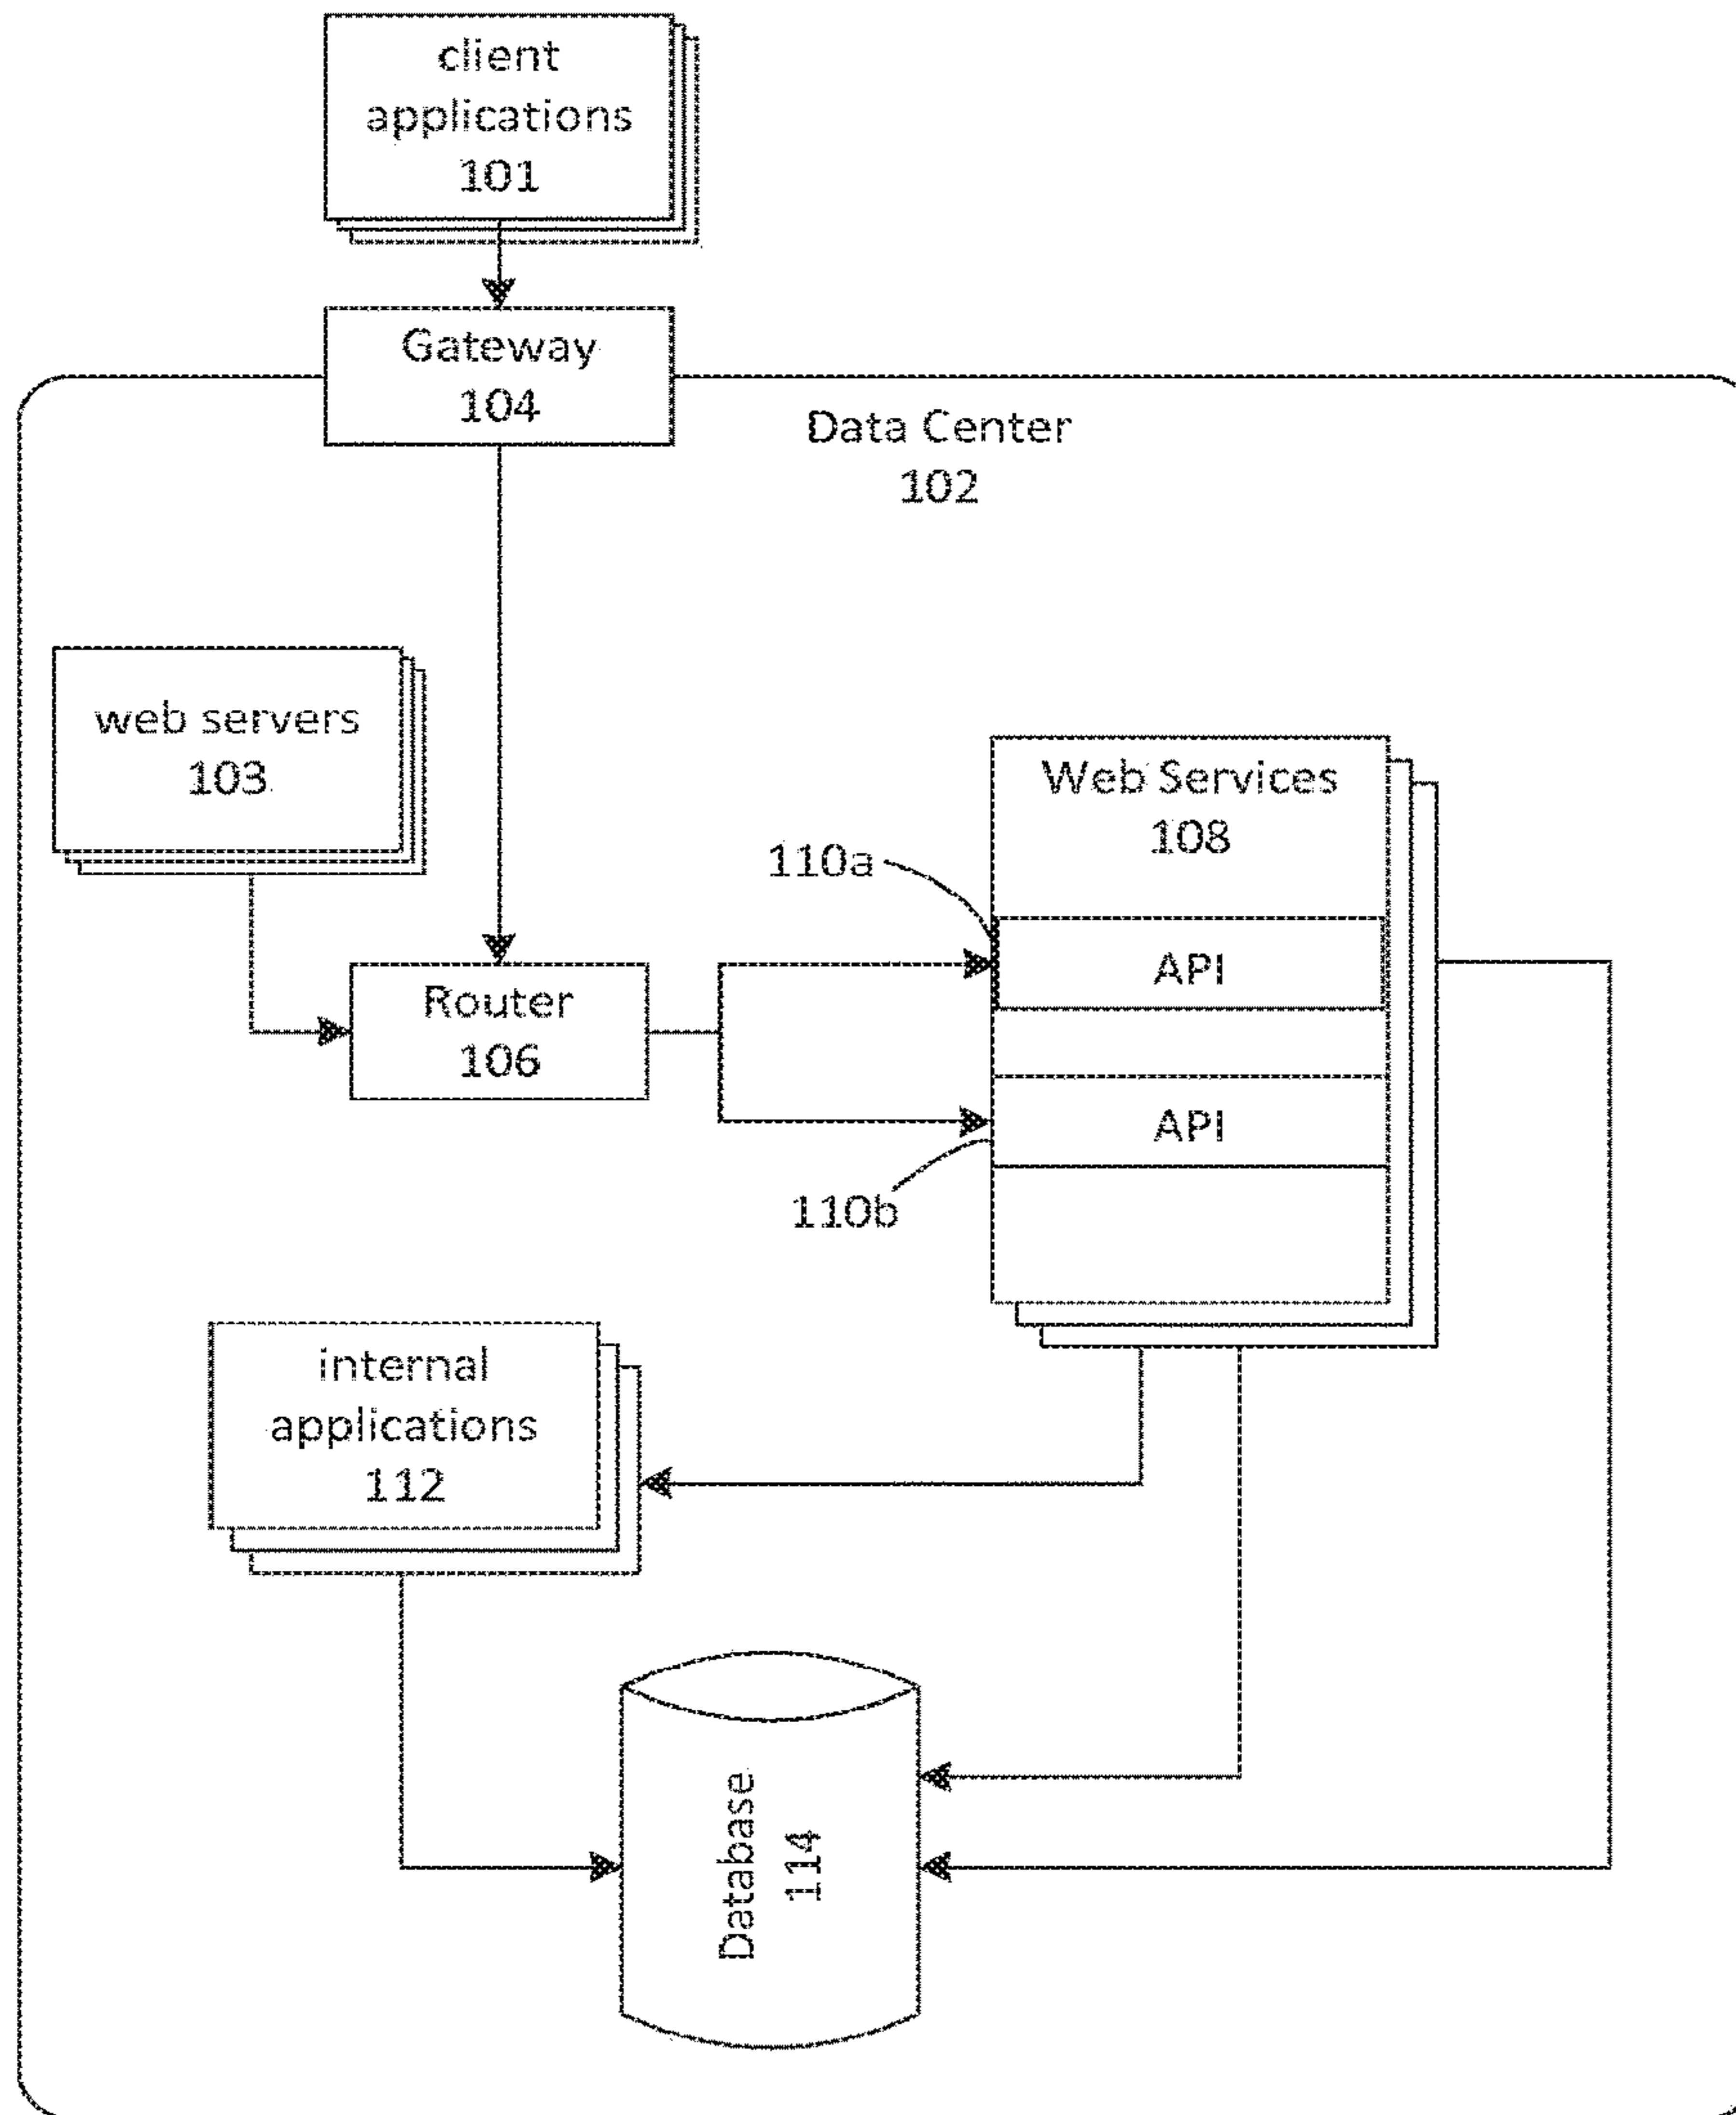 client
applications
101
Gateway
104
Data Center
102
web servers
103
Web Services
108
110a
API
Router
106
API
110b
internal
applications
112
Database
114